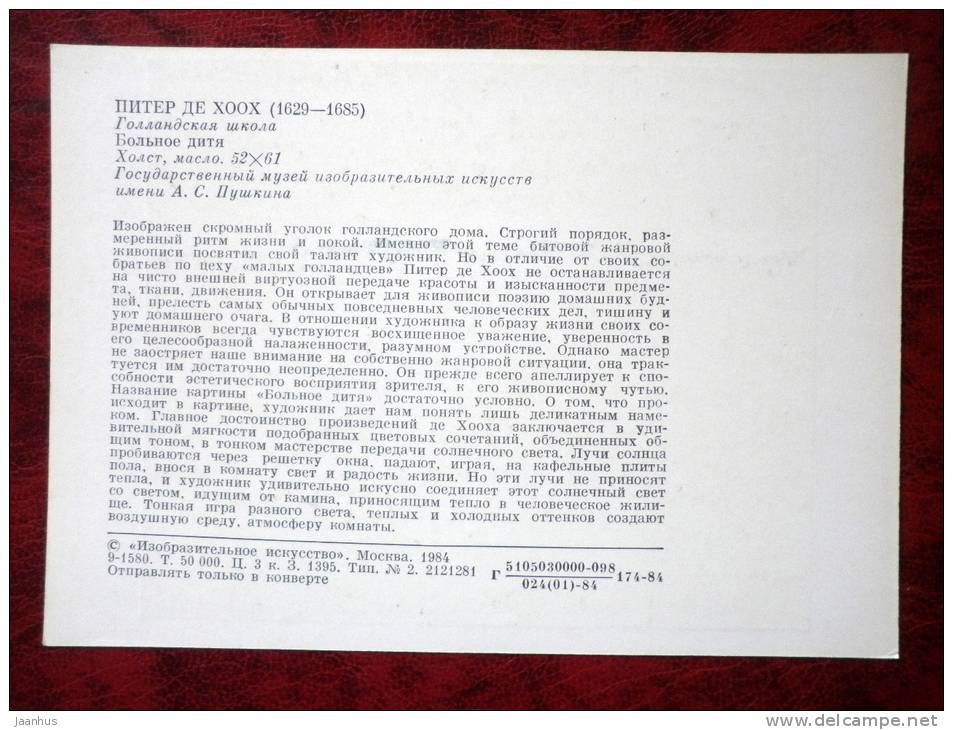 ПИТЕР ДЕ ХООХ (1629—1685)
Голландская школа
Больное дитя
Холст, масло. 52×61
Государственный музей изобразительных искусств
имени А. С. Пушкина
Изображен скромный уголок голландского дома. Строгий порядок, раз-
меренный ритм жизни и покой. Именно этой теме бытовой жанровой
живописи посвятил свой талант художник. Но в отличие от своих со-
братьев по цеху «малых голландцев» Питер де Хоох не останавливается
на чисто внешней виртуозной передаче красоты и изысканности предме-
та, ткани, движения. Он открывает для живописи поэзию домашних буд-
ней, прелесть самых обычных повседневных человеческих дел, тишину и
уют домашнего очага. В отношении художника к образу жизни своих со-
временников всегда чувствуются восхищенное уважение, уверенность в
его целесообразной налаженности, разумном устройстве. Однако мастер
не заостряет наше внимание на собственно жанровой ситуации, она трак-
туется им достаточно неопределенно. Он прежде всего апеллирует к спо-
собности эстетического восприятия зрителя, к его живописному чутью.
Название картины «Больное дитя» достаточно условно. О том, что про-
исходит в картине, художник дает нам понять лишь деликатным наме-
ком. Главное достоинство произведений де Хооха заключается в уди-
вительной мягкости подобранных цветовых сочетаний, объединенных об-
щим тоном, в тонком мастерстве передачи солнечного света. Лучи солнца
пробиваются через решетку окна, падают, играя, на кафельные плиты
пола, внося в комнату свет и радость жизни. Но эти лучи не приносят
тепла, и художник удивительно искусно соединяет этот солнечный свет
со светом, идущим от камина, приносящим тепло в человеческое жили-
ще. Тонкая игра разного света, теплых и холодных оттенков создают
воздушную среду, атмосферу комнаты.
© «Изобразительное искусство». Москва. 1984
9-1580. Т. 50 000. Ц. 3 к. З. 1395. Тип. № 2. 2121281
Отправлять только в конверте
Г 5105030000-098 174-84
024(01)-84
jaanhus
www.delcampe.net